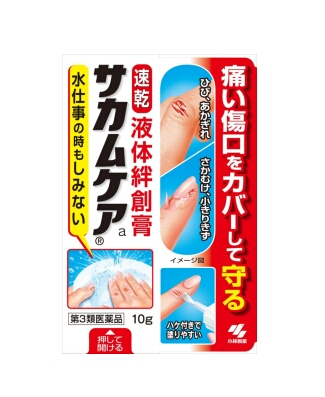 痛い傷口をカバーして守る
ひび、あかぎれ
さかむけ、小きりきず
イメージ図
速乾 液体絆創膏
サカムケア®a
水仕事の時もしみない
第3類医薬品
10g
押して
開ける
ハケ付きで
塗りやすい
小林製薬